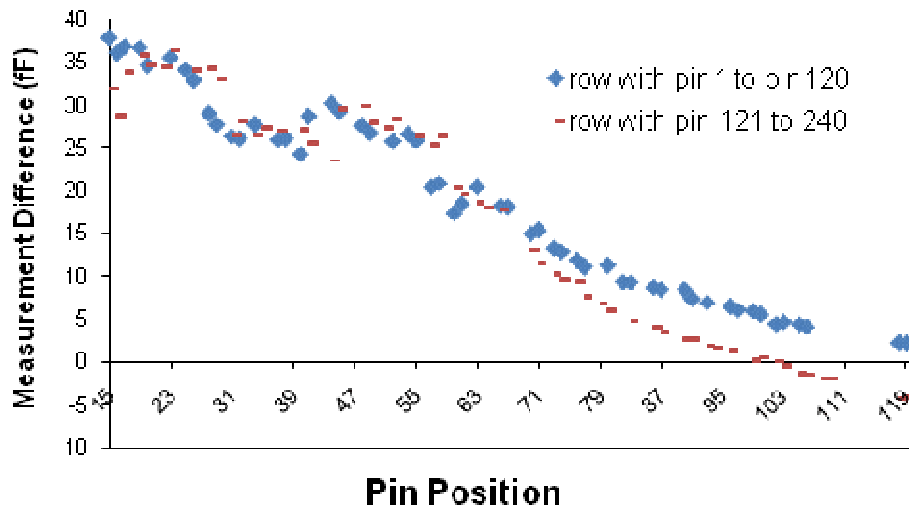 Measurement Difference (fF)
40
35
30
25
20
15
10
5
0
-5
10
row with pin 1 to pin 120
row with pin 121 to 240
15 23 31 39 47 55 63 71 79 87 95 103 111 119
Pin Position